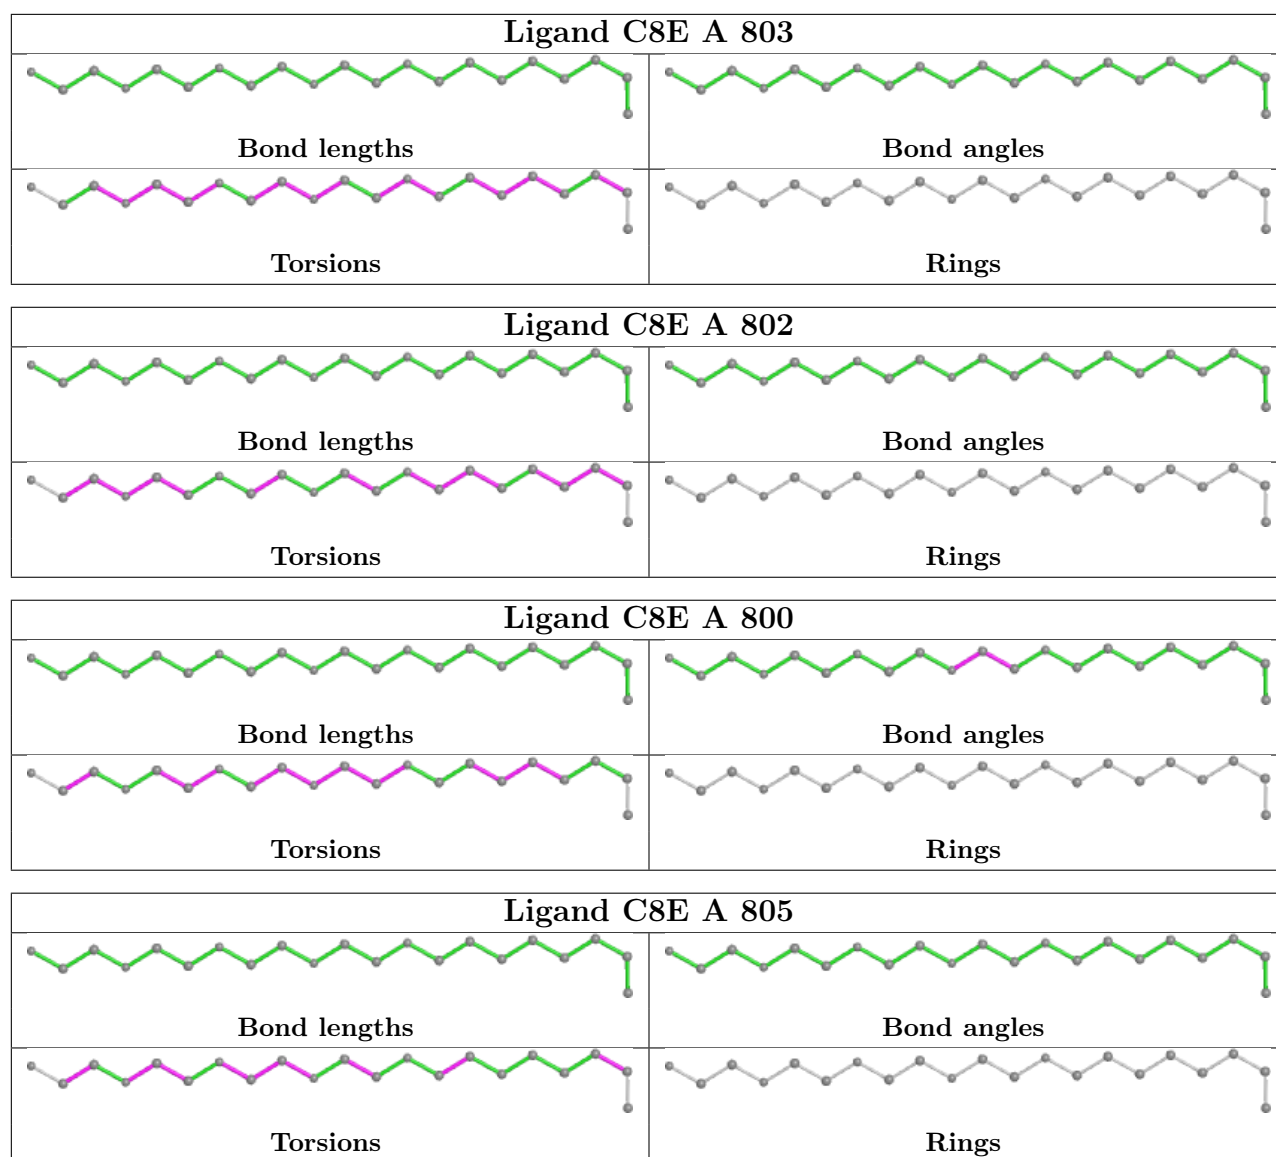 Ligand C8E A 803
Bond lengths
Bond angles
Torsions
Rings
Ligand C8E A 802
Bond lengths
Bond angles
Torsions
Rings
Ligand C8E A 800
Bond lengths
Bond angles
Torsions
Rings
Ligand C8E A 805
Bond lengths
Bond angles
Torsions
Rings